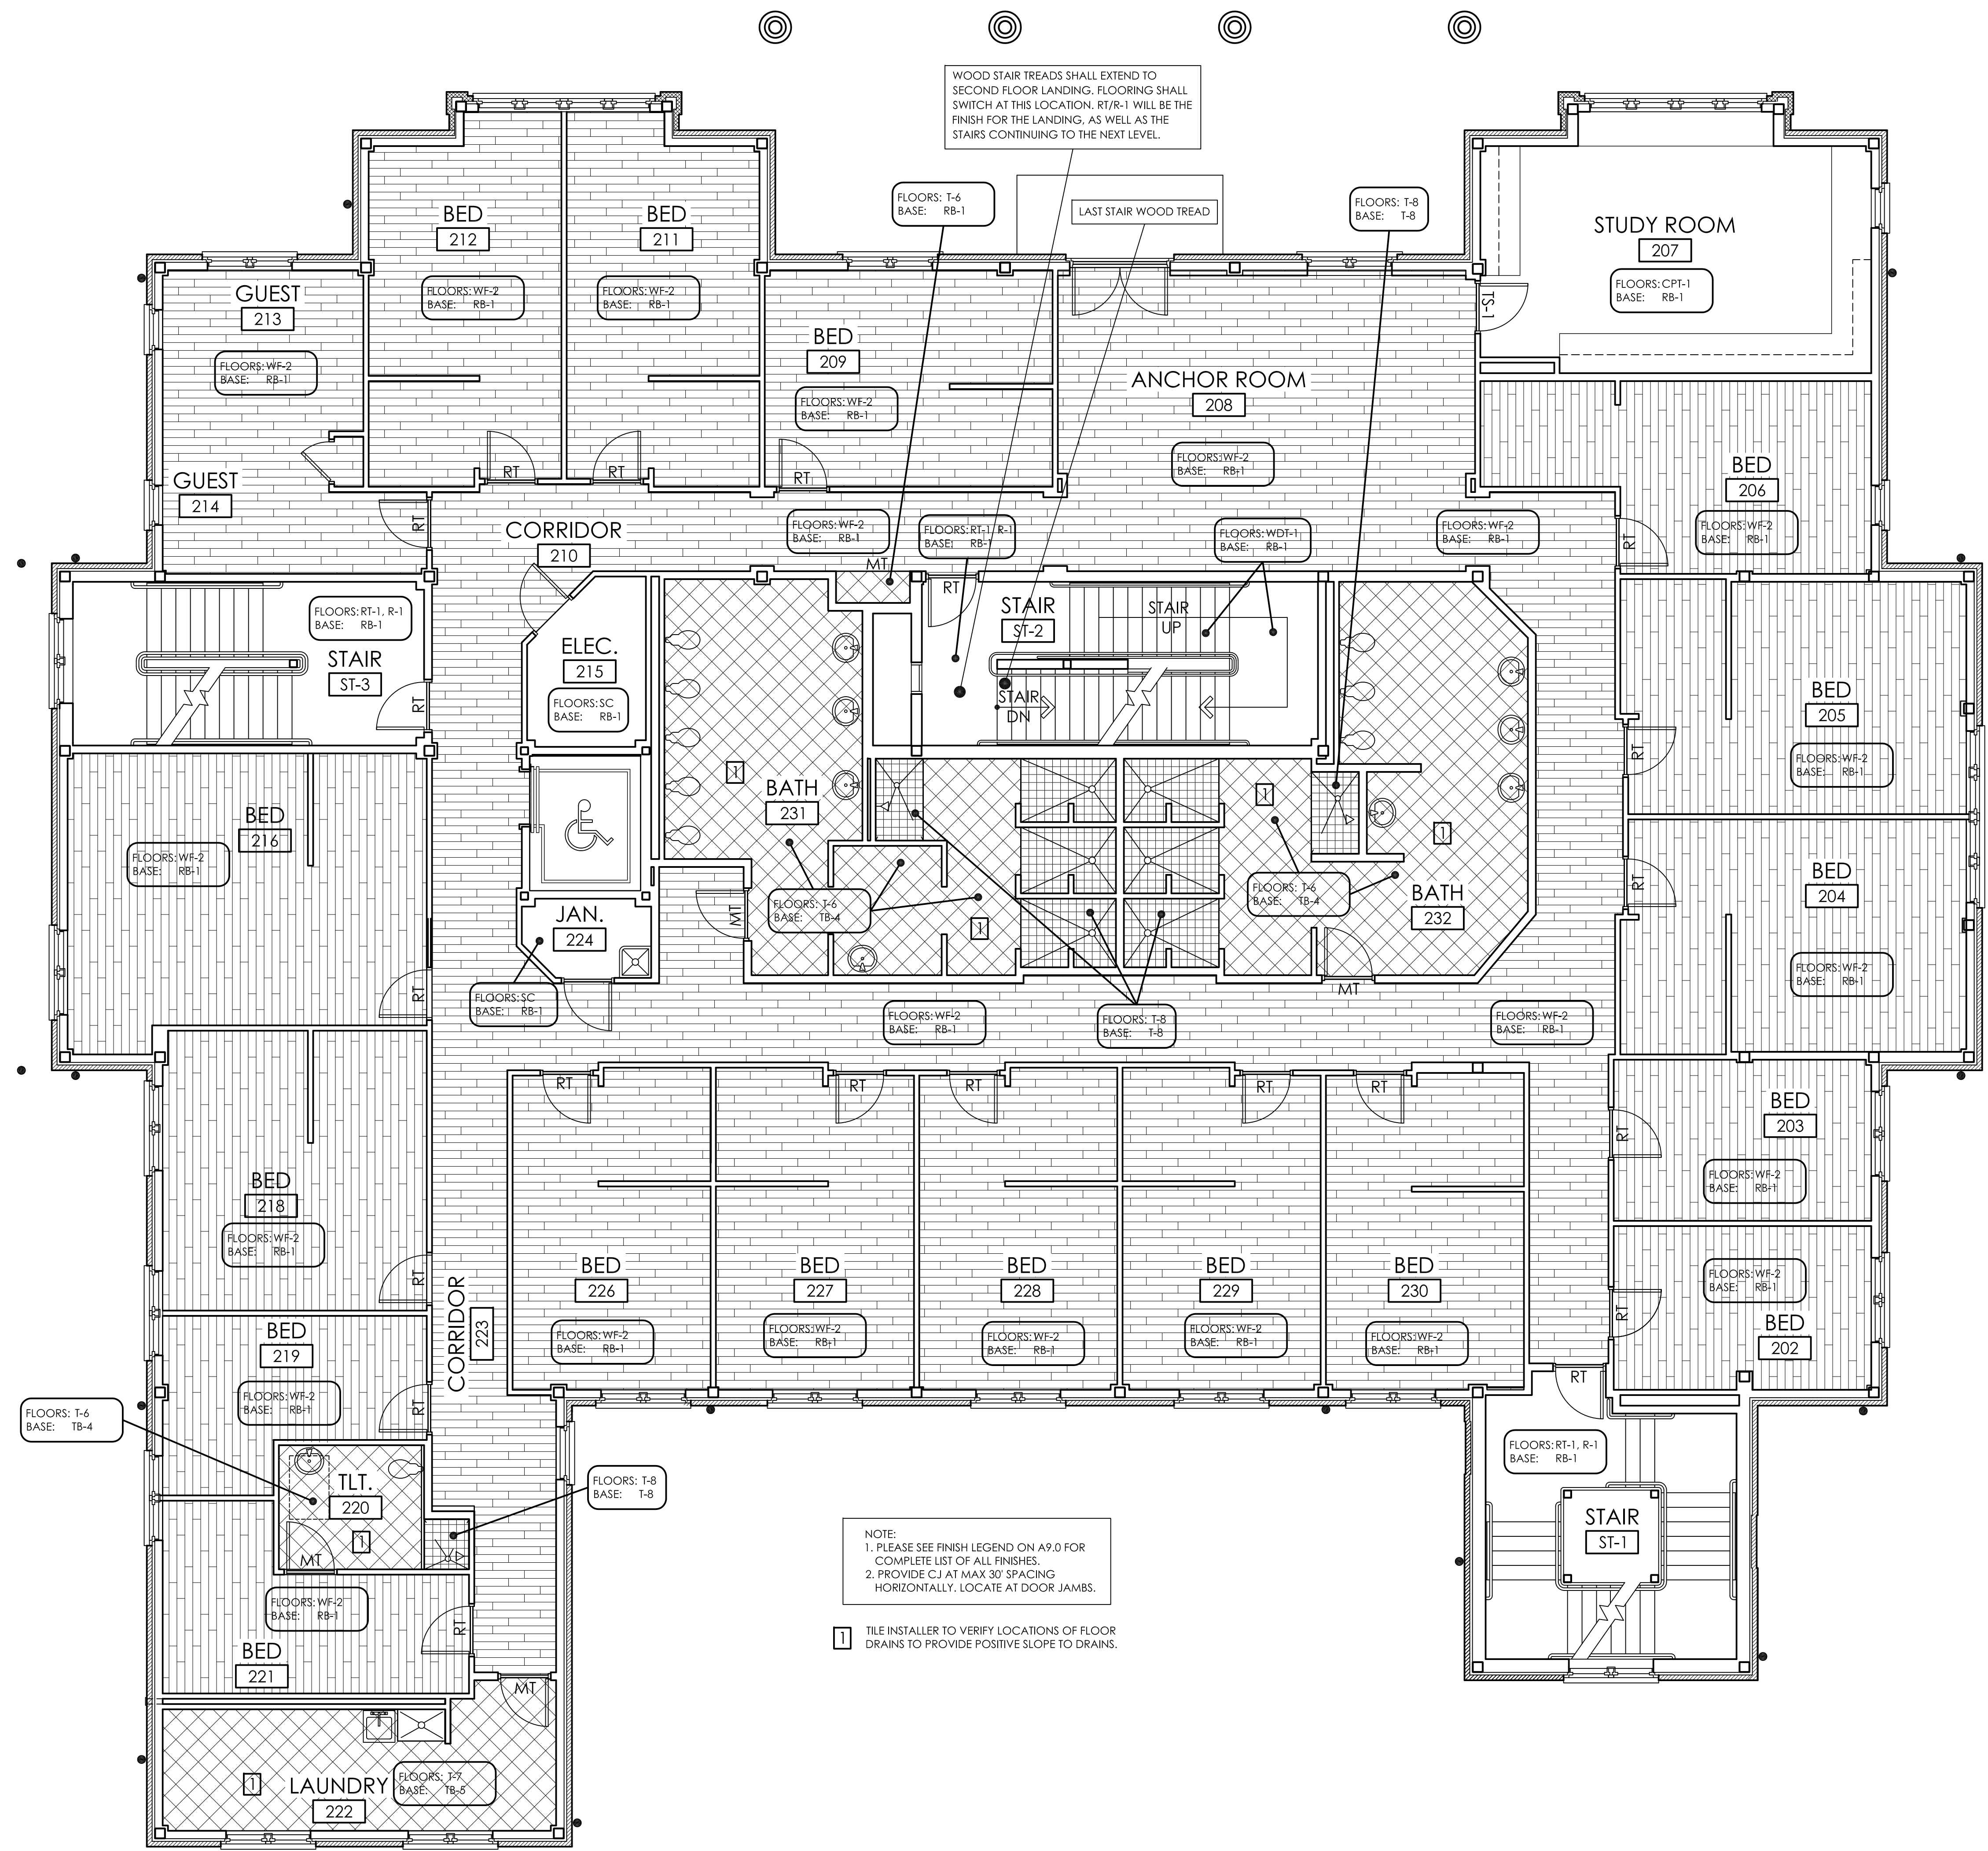 WOOD STAIR TREADS SHALL EXTEND TO
SECOND FLOOR LANDING. FLOORING SHALL
SWITCH AT THIS LOCATION. RT/R-1 WILL BE THE
FINISH FOR THE LANDING, AS WELL AS THE
STAIRS CONTINUING TO THE NEXT LEVEL.
FLOORS: T-6
BASE: RB-1
LAST STAIR WOOD TREAD
FLOORS: T-8
BASE: T-8
BED
212
FLOORS: WF-2
BASE: RB-1
BED
211
FLOORS: WF-2
BASE: RB-1
STUDY ROOM
207
FLOORS: CPT-1
BASE: RB-1
TS-1
GUEST
213
FLOORS: WF-2
BASE: RB-1
BED
209
FLOORS: WF-2
BASE: RB-1
ANCHOR ROOM
208
FLOORS: WF-2
BASE: RB-1
RT
RT
RT
GUEST
214
RT
BED
206
FLOORS: WF-2
BASE: RB-1
RT
CORRIDOR
210
FLOORS: WF-2
BASE: RB-1
FLOORS: RT-1, R-1
BASE: RB-1
FLOORS: WDT-1
BASE: RB-1
FLOORS: WF-2
BASE: RB-1
MT
RT
FLOORS: RT-1, R-1
BASE: RB-1
STAIR
ST-3
RT
ELEC.
215
FLOORS: SC
BASE: RB-1
STAIR
ST-2
STAIR
UP
STAIR
DN
BED
205
FLOORS: WF-2
BASE: RB-1
RT
BED
216
FLOORS: WF-2
BASE: RB-1
RT
1
BATH
231
FLOORS: T-6
BASE: TB-4
1
MT
1
FLOORS: T-6
BASE: TB-4
1
BATH
232
MT
BED
204
FLOORS: WF-2
BASE: RB-1
RT
JAN.
224
FLOORS: SC
BASE: RB-1
FLOORS: WF-2
BASE: RB-1
FLOORS: T-8
BASE: T-8
FLOORS: WF-2
BASE: RB-1
RT
RT
RT
RT
RT
BED
203
FLOORS: WF-2
BASE: RB-1
RT
BED
218
FLOORS: WF-2
BASE: RB-1
RT
BED
226
FLOORS: WF-2
BASE: RB-1
BED
227
FLOORS: WF-2
BASE: RB-1
BED
228
FLOORS: WF-2
BASE: RB-1
BED
229
FLOORS: WF-2
BASE: RB-1
BED
230
FLOORS: WF-2
BASE: RB-1
FLOORS: WF-2
BASE: RB-1
BED
202
RT
CORRIDOR
223
BED
219
FLOORS: WF-2
BASE: RB-1
RT
FLOORS: T-6
BASE: TB-4
TLT.
220
1
MT
FLOORS: T-8
BASE: T-8
RT
FLOORS: RT-1, R-1
BASE: RB-1
STAIR
ST-1
FLOORS: WF-2
BASE: RB-1
BED
221
RT
MT
NOTE:
1. PLEASE SEE FINISH LEGEND ON A9.0 FOR
COMPLETE LIST OF ALL FINISHES.
2. PROVIDE CJ AT MAX 30' SPACING
HORIZONTALLY. LOCATE AT DOOR JAMBS.
1 TILE INSTALLER TO VERIFY LOCATIONS OF FLOOR
DRAINS TO PROVIDE POSITIVE SLOPE TO DRAINS.
1
LAUNDRY
222
FLOORS: T-7
BASE: TB-5